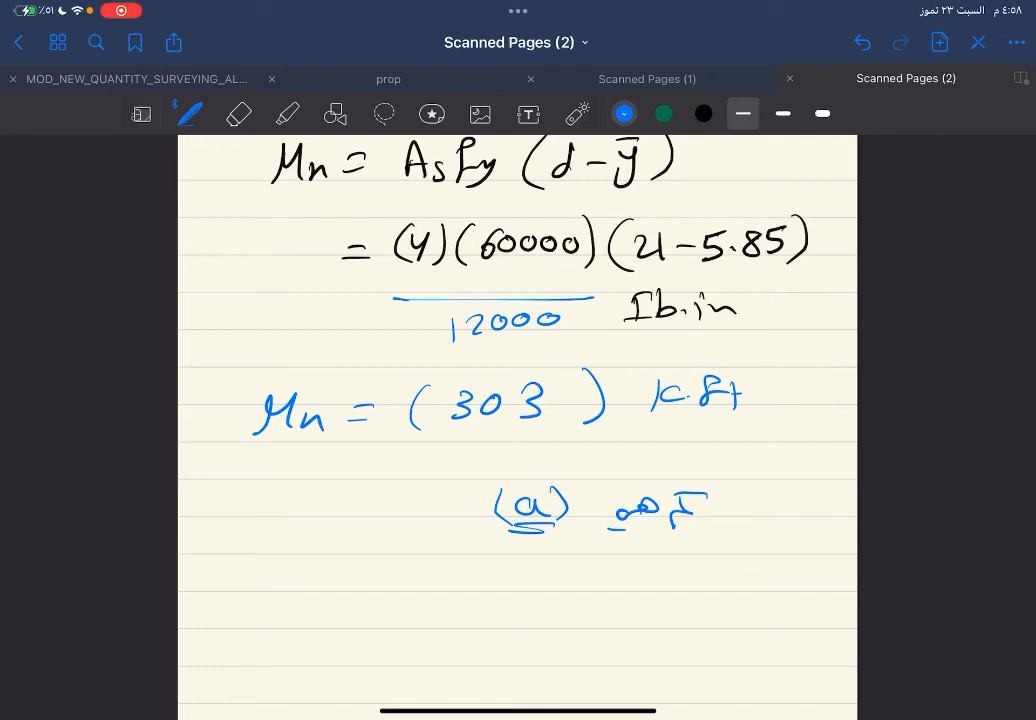 ٪٥١ ٤:٥٨ م السبت ٢٣ تموز
Scanned Pages (2)
MOD_NEW_QUANTITY_SURVEYING_AL... prop Scanned Pages (1) Scanned Pages (2)
Mn = As fy (d - ȳ)
= (4)(60000)(21-5.85)
12000 Ib.in
Mn = (303) K.ft
(a)